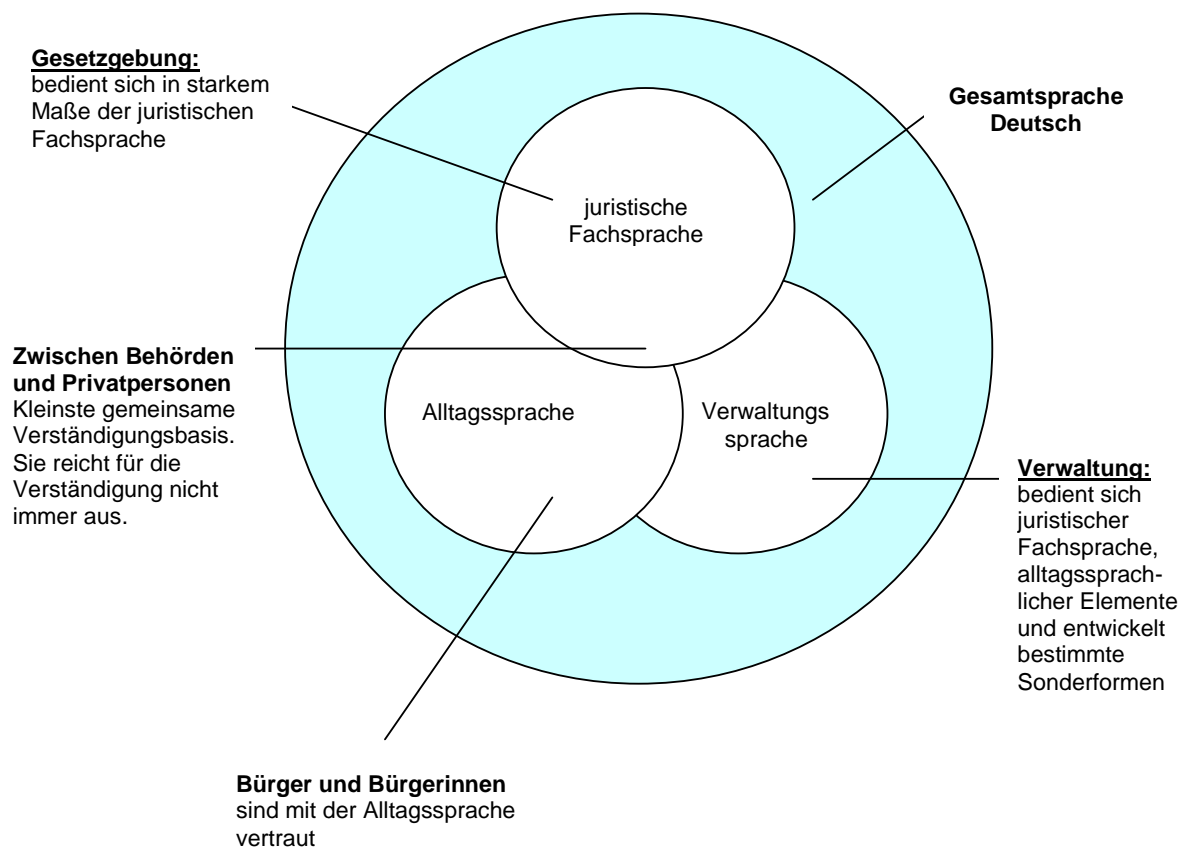 Gesetzgebung:
bedient sich in starkem
Maße der juristischen
Fachsprache
Gesamtsprache
Deutsch
juristische
Fachsprache
Zwischen Behörden
und Privatpersonen
Kleinste gemeinsame
Verständigungsbasis.
Sie reicht für die
Verständigung nicht
immer aus.
Alltagssprache
Verwaltungs
sprache
Verwaltung:
bedient sich
juristischer
Fachsprache,
alltagssprach-
licher Elemente
und entwickelt
bestimmte
Sonderformen
Bürger und Bürgerinnen
sind mit der Alltagssprache
vertraut